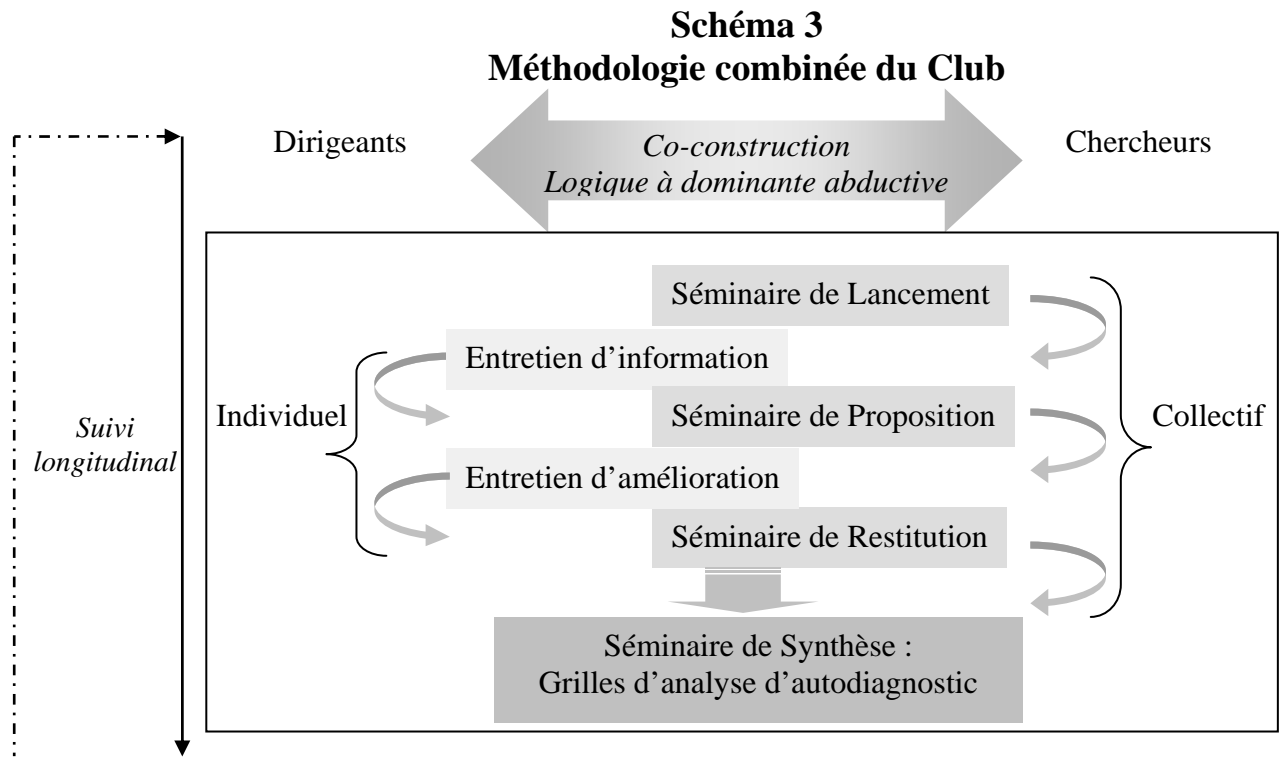 Schéma 3
Méthodologie combinée du Club
Dirigeants
Co-construction
Logique à dominante abductive
Chercheurs
Séminaire de Lancement
Entretien d’information
Individuel
Séminaire de Proposition
Collectif
Suivi
longitudinal
Entretien d’amélioration
Séminaire de Restitution
Séminaire de Synthèse :
Grilles d’analyse d’autodiagnostic